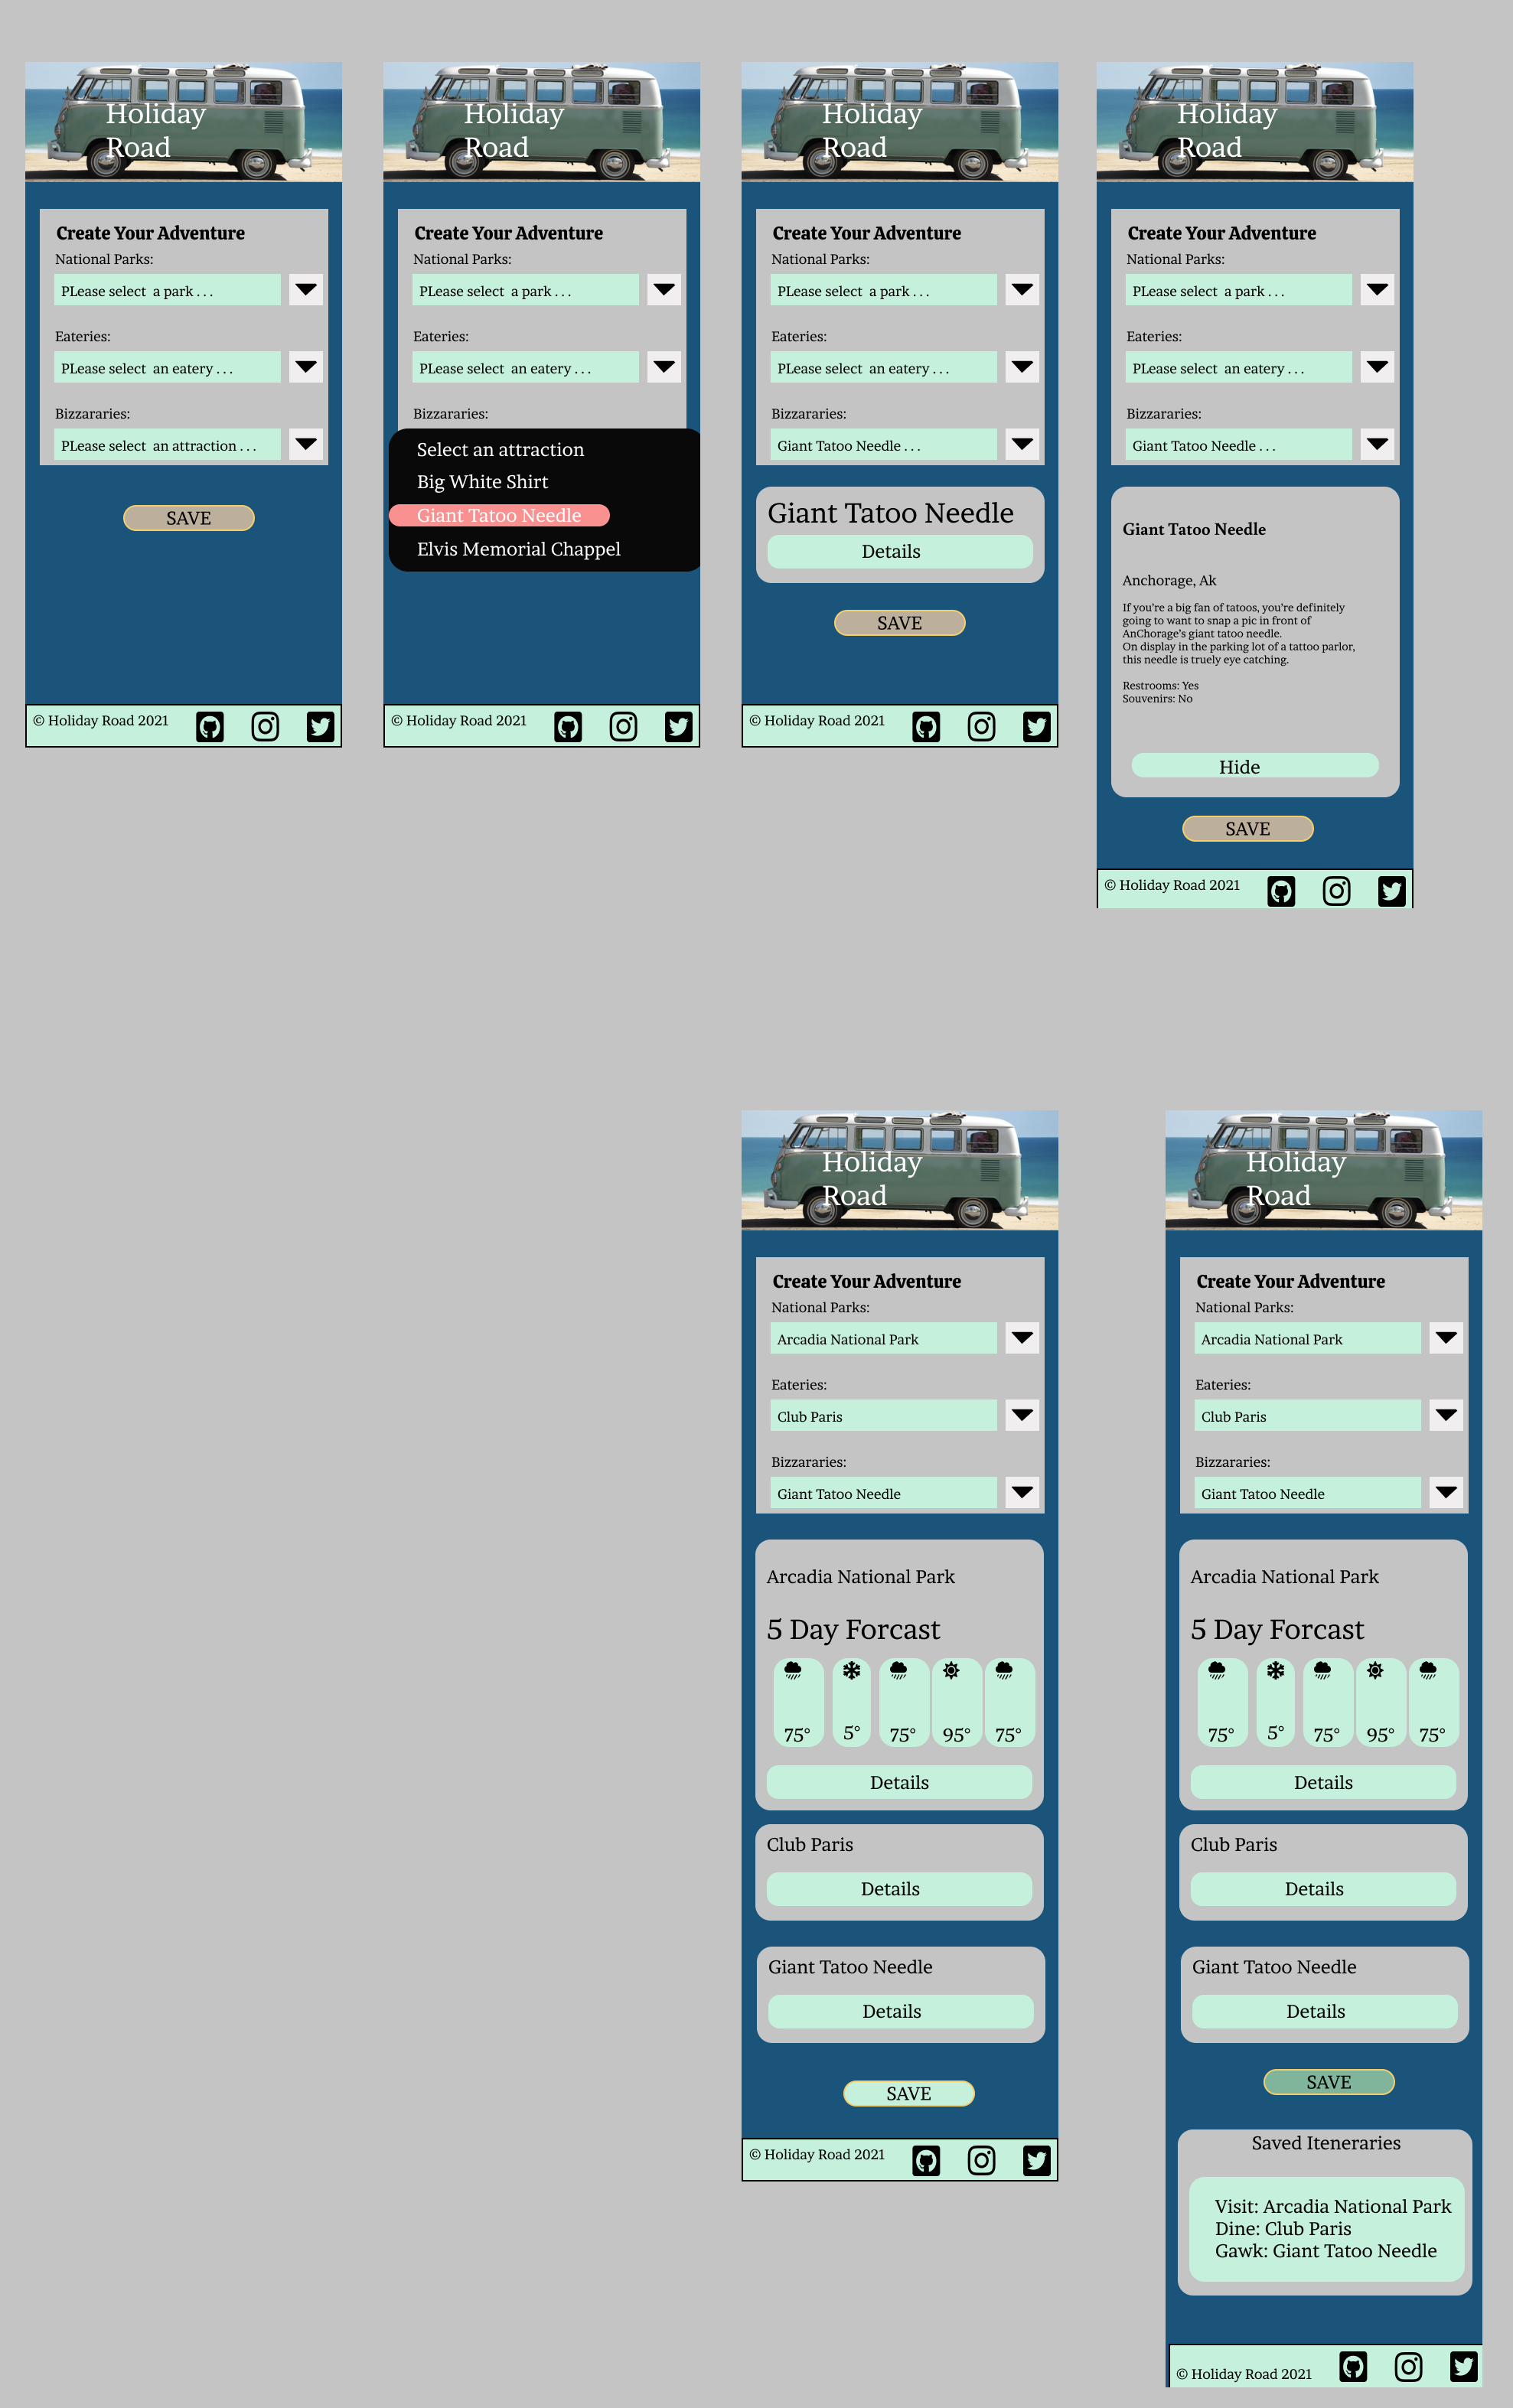 Holiday
Road
Create Your Adventure
National Parks:
PLease select a park . . .
Eateries:
PLease select an eatery . . .
Bizzararies:
PLease select an attraction . . .
SAVE
© Holiday Road 2021
Holiday
Road
Create Your Adventure
National Parks:
PLease select a park . . .
Eateries:
PLease select an eatery . . .
Bizzararies:
Select an attraction
Big White Shirt
Giant Tatoo Needle
Elvis Memorial Chappel
© Holiday Road 2021
Holiday
Road
Create Your Adventure
National Parks:
PLease select a park . . .
Eateries:
PLease select an eatery . . .
Bizzararies:
Giant Tatoo Needle . . .
Giant Tatoo Needle
Details
SAVE
© Holiday Road 2021
Holiday
Road
Create Your Adventure
National Parks:
PLease select a park . . .
Eateries:
PLease select an eatery . . .
Bizzararies:
Giant Tatoo Needle . . .
Giant Tatoo Needle
Anchorage, Ak
If you're a big fan of tatoos, you're definitely
going to want to snap a pic in front of
AnChorage's giant tatoo needle.
On display in the parking lot of a tattoo parlor,
this needle is truely eye catching.
Restrooms: Yes
Souvenirs: No
Hide
SAVE
© Holiday Road 2021
Holiday
Road
Create Your Adventure
National Parks:
Arcadia National Park
Eateries:
Club Paris
Bizzararies:
Giant Tatoo Needle
Arcadia National Park
5 Day Forcast
75° 5° 75° 95° 75°
Details
Club Paris
Details
Giant Tatoo Needle
Details
SAVE
© Holiday Road 2021
Holiday
Road
Create Your Adventure
National Parks:
Arcadia National Park
Eateries:
Club Paris
Bizzararies:
Giant Tatoo Needle
Arcadia National Park
5 Day Forcast
75° 5° 75° 95° 75°
Details
Club Paris
Details
Giant Tatoo Needle
Details
SAVE
Saved Iteneraries
Visit: Arcadia National Park
Dine: Club Paris
Gawk: Giant Tatoo Needle
© Holiday Road 2021